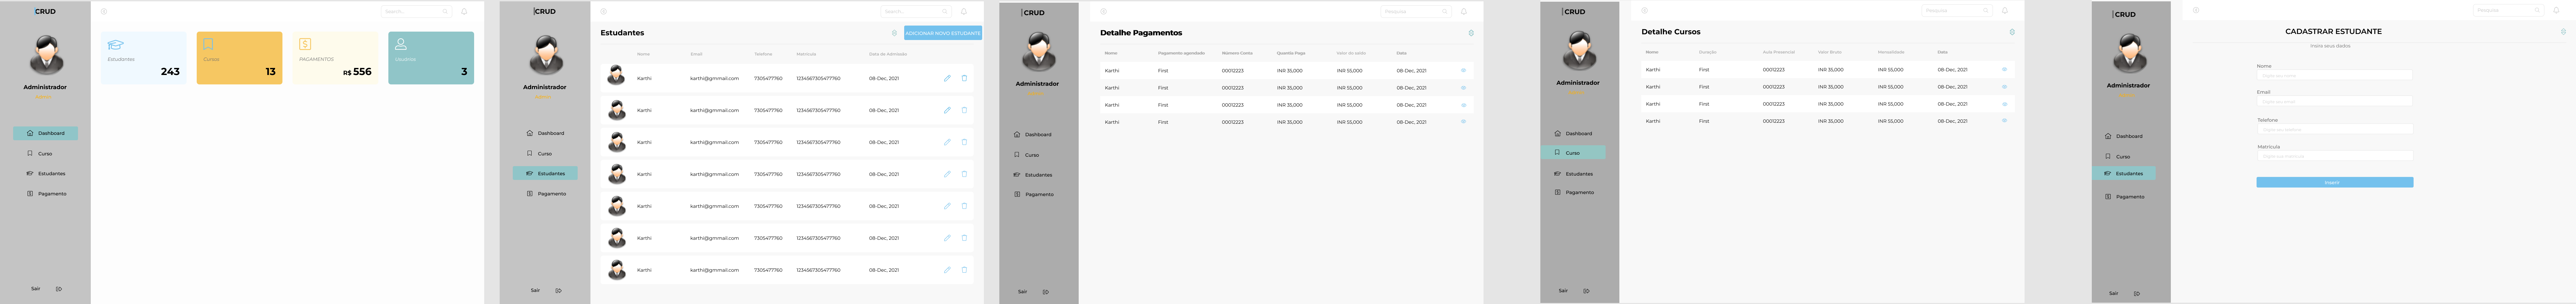 CRUD
Search...
Administrador
Dashboard
Curso
Estudantes
Pagamento
Sair
Estudantes
243
Cursos
13
PAGAMENTOS
R$ 556
Usuários
3
CRUD
Search...
Administrador
Dashboard
Curso
Estudantes
Pagamento
Sair
Estudantes
ADICIONAR NOVO ESTUDANTE
Nome Email Telefone Matricula Data de Admissão
Karthi karthi@gmmail.com 7305477760 1234567305477760 08-Dec, 2021
Karthi karthi@gmmail.com 7305477760 1234567305477760 08-Dec, 2021
Karthi karthi@gmmail.com 7305477760 1234567305477760 08-Dec, 2021
Karthi karthi@gmmail.com 7305477760 1234567305477760 08-Dec, 2021
Karthi karthi@gmmail.com 7305477760 1234567305477760 08-Dec, 2021
Karthi karthi@gmmail.com 7305477760 1234567305477760 08-Dec, 2021
Karthi karthi@gmmail.com 7305477760 1234567305477760 08-Dec, 2021
CRUD
Pesquise
Administrador
Dashboard
Curso
Estudantes
Pagamento
Sair
Detalhe Pagamentos
Nome Pagamento agendado Numero Conta Quantia Paga Valor do saldo Data
Karthi First 00012223 INR 35,000 INR 55,000 08-Dec, 2021
Karthi First 00012223 INR 35,000 INR 55,000 08-Dec, 2021
Karthi First 00012223 INR 35,000 INR 55,000 08-Dec, 2021
Karthi First 00012223 INR 35,000 INR 55,000 08-Dec, 2021
CRUD
Pesquise
Administrador
Dashboard
Curso
Estudantes
Pagamento
Sair
Detalhe Cursos
Nome Duração Aula Presencial Valor Bruto Mensalidade Data
Karthi First 00012223 INR 35,000 INR 55,000 08-Dec, 2021
Karthi First 00012223 INR 35,000 INR 55,000 08-Dec, 2021
Karthi First 00012223 INR 35,000 INR 55,000 08-Dec, 2021
Karthi First 00012223 INR 35,000 INR 55,000 08-Dec, 2021
CRUD
Pesquise
Administrador
Dashboard
Curso
Estudantes
Pagamento
Sair
CADASTRAR ESTUDANTE
Insira seus dados
Nome
Digite seu nome
Email
Digite seu email
Telefone
Digite seu telefone
Matricula
Inserir